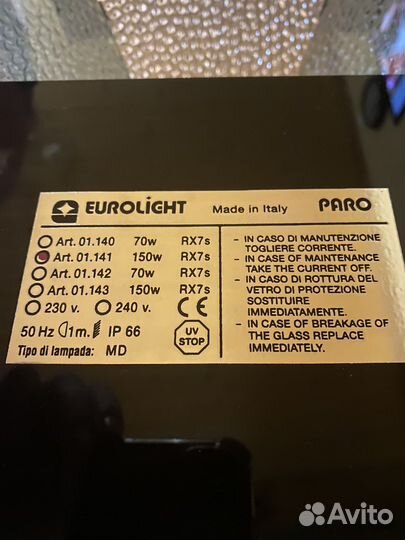 EUROLIGHT Made in Italy PARO
Art. 01.140 70w RX7s
Art. 01.141 150w RX7s
Art. 01.142 70w RX7s
Art. 01.143 150w RX7s
230 v. 240 v. CE
50 Hz 1m. IP 66
UV STOP
Tipo di lampada: MD
– IN CASO DI MANUTENZIONE
TOGLIERE CORRENTE.
– IN CASE OF MAINTENANCE
TAKE THE CURRENT OFF.
– IN CASO DI ROTTURA DEL
VETRO DI PROTEZIONE
SOSTITUIRE
IMMEDIATAMENTE.
– IN CASE OF BREAKAGE OF
THE GLASS REPLACE
IMMEDIATELY.
Avito